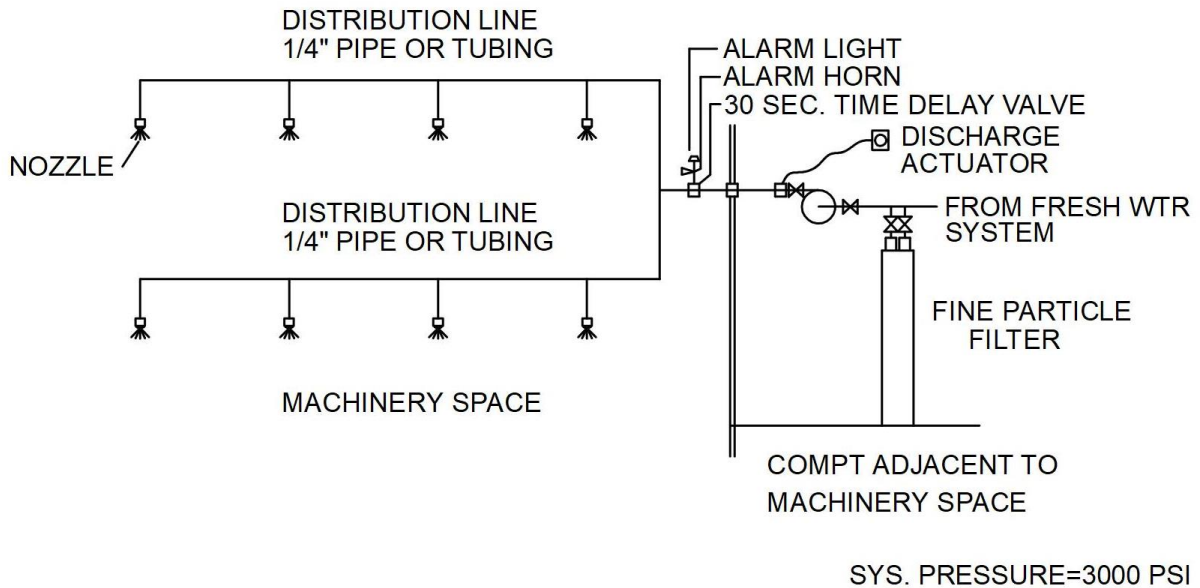 DISTRIBUTION LINE
1/4" PIPE OR TUBING
ALARM LIGHT
ALARM HORN
30 SEC. TIME DELAY VALVE
DISCHARGE
ACTUATOR
NOZZLE
DISTRIBUTION LINE
1/4" PIPE OR TUBING
FROM FRESH WTR
SYSTEM
FINE PARTICLE
FILTER
MACHINERY SPACE
COMPT ADJACENT TO
MACHINERY SPACE
SYS. PRESSURE=3000 PSI